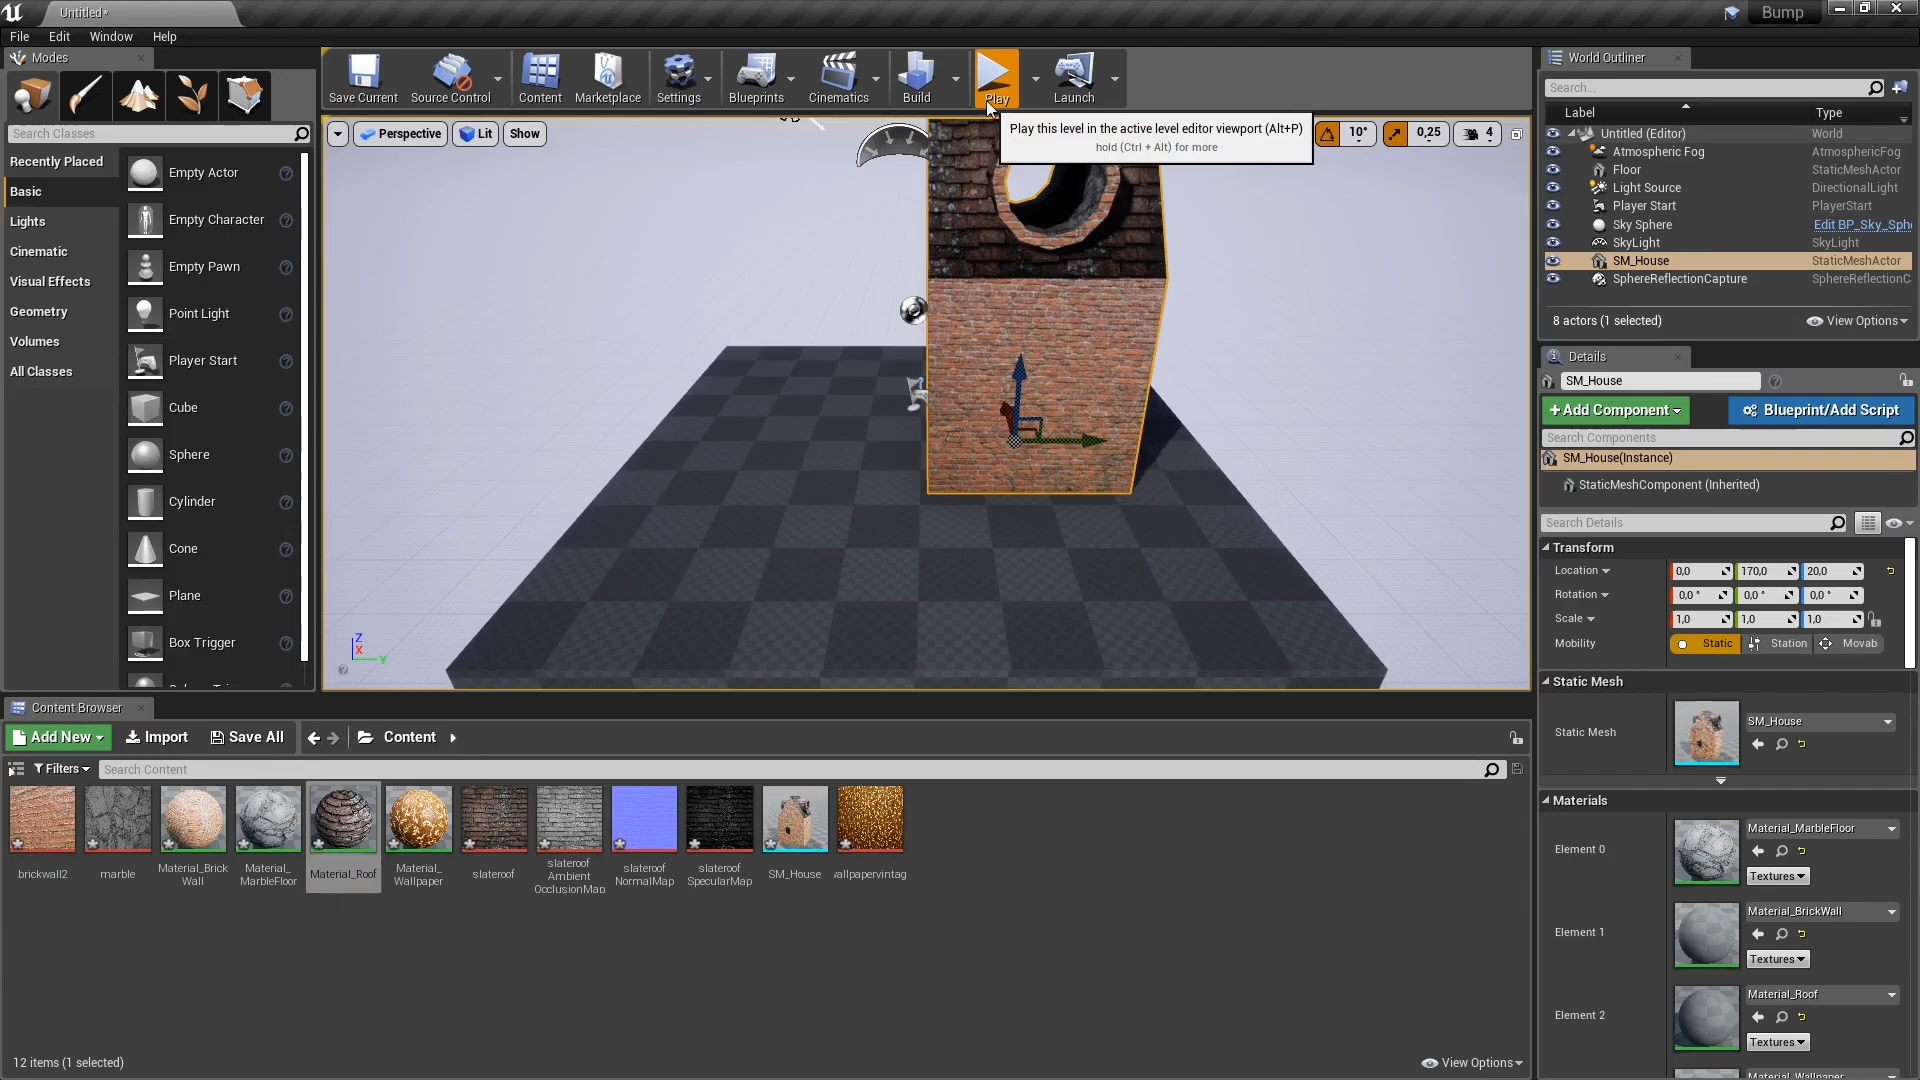 Untitled*
Bump
File Edit Window Help
Modes
Save Current Source Control Content Marketplace Settings Blueprints Cinematics Build Play Launch
Play this level in the active level editor viewport (Alt+P)
hold (Ctrl + Alt) for more
Search Classes
Recently Placed
Basic
Lights
Cinematic
Visual Effects
Geometry
Volumes
All Classes
Empty Actor
Empty Character
Empty Pawn
Point Light
Player Start
Cube
Sphere
Cylinder
Cone
Plane
Box Trigger
Perspective Lit Show
10° 0,25 4
Z
X
Y
World Outliner
Search...
Label Type
Untitled (Editor) World
Atmospheric Fog AtmosphericFog
Floor StaticMeshActor
Light Source DirectionalLight
Player Start PlayerStart
Sky Sphere Edit BP_Sky_Sph
SkyLight SkyLight
SM_House StaticMeshActor
SphereReflectionCapture SphereReflectionC
8 actors (1 selected) View Options
Details
SM_House
+Add Component Blueprint/Add Script
Search Components
SM_House(Instance)
StaticMeshComponent (Inherited)
Search Details
Transform
Location 0,0 170,0 20,0
Rotation 0,0 ° 0,0 ° 0,0 °
Scale 1,0 1,0 1,0
Mobility Static Station Movab
Static Mesh
Static Mesh SM_House
Materials
Element 0 Material_MarbleFloor
Textures
Element 1 Material_BrickWall
Textures
Element 2 Material_Roof
Textures
Material_Wallpaper
Content Browser
Add New Import Save All Content
Filters Search Content
brickwall2
marble
Material_Brick
Wall
Material_
MarbleFloor
Material_Roof
Material_
Wallpaper
slateroof
slateroof
Ambient
OcclusionMap
slateroof
NormalMap
slateroof
SpecularMap
SM_House
allpapervintag
12 items (1 selected) View Options